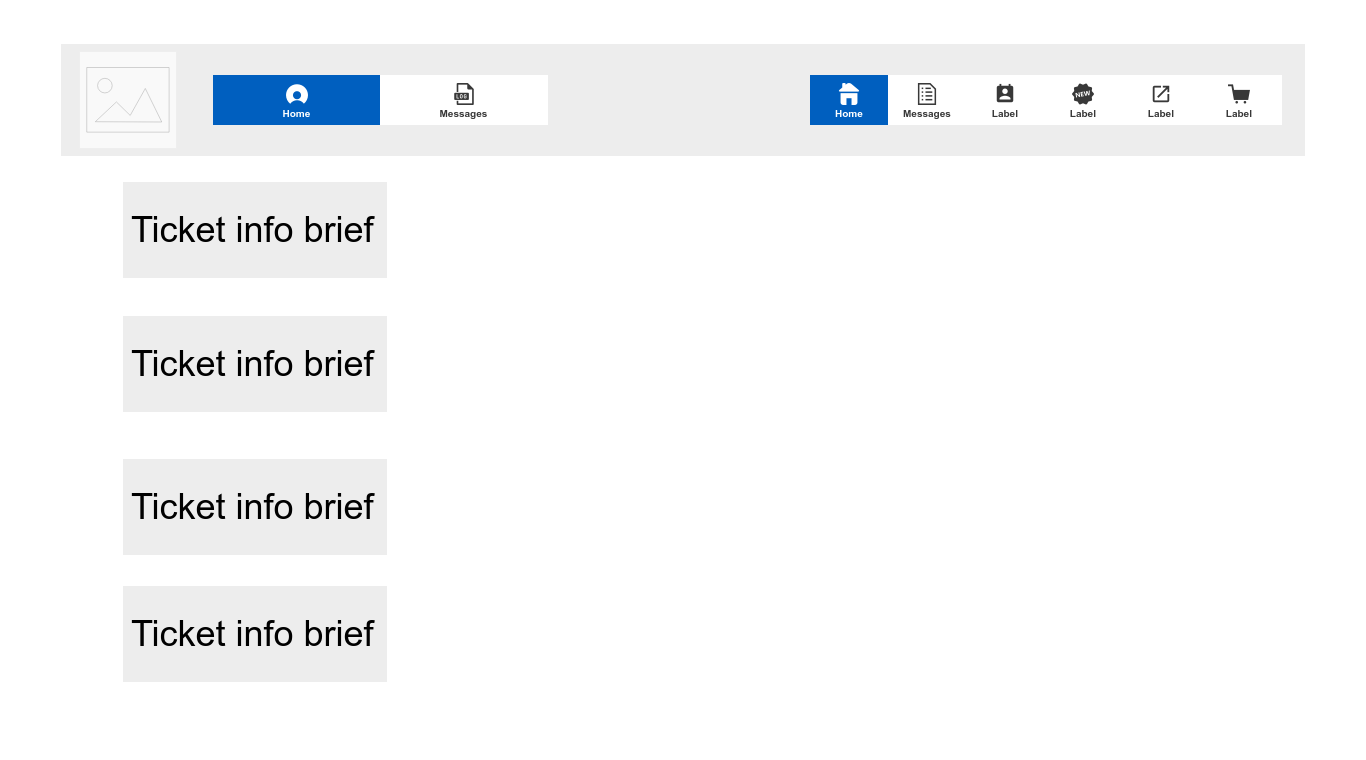 Home
Messages
LOG
Home
Messages
Label
NEW
Label
Label
Label
Ticket info brief
Ticket info brief
Ticket info brief
Ticket info brief